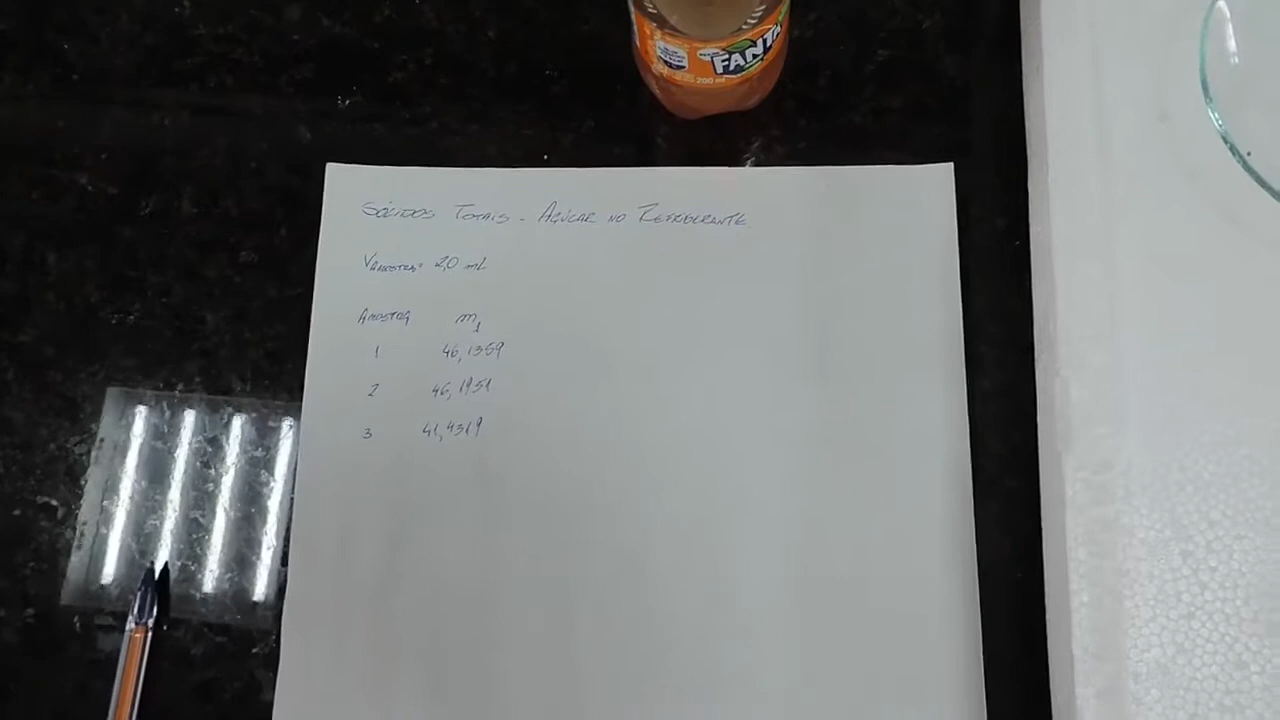 FANTA
200 ml
SÓLIDOS TOTAIS - AÇÚCAR NO REFRIGERANTE
VAMOSTRA= 2,0 mL
AMOSTRA m1
1 46,1359
2 46,1951
3 41,4319